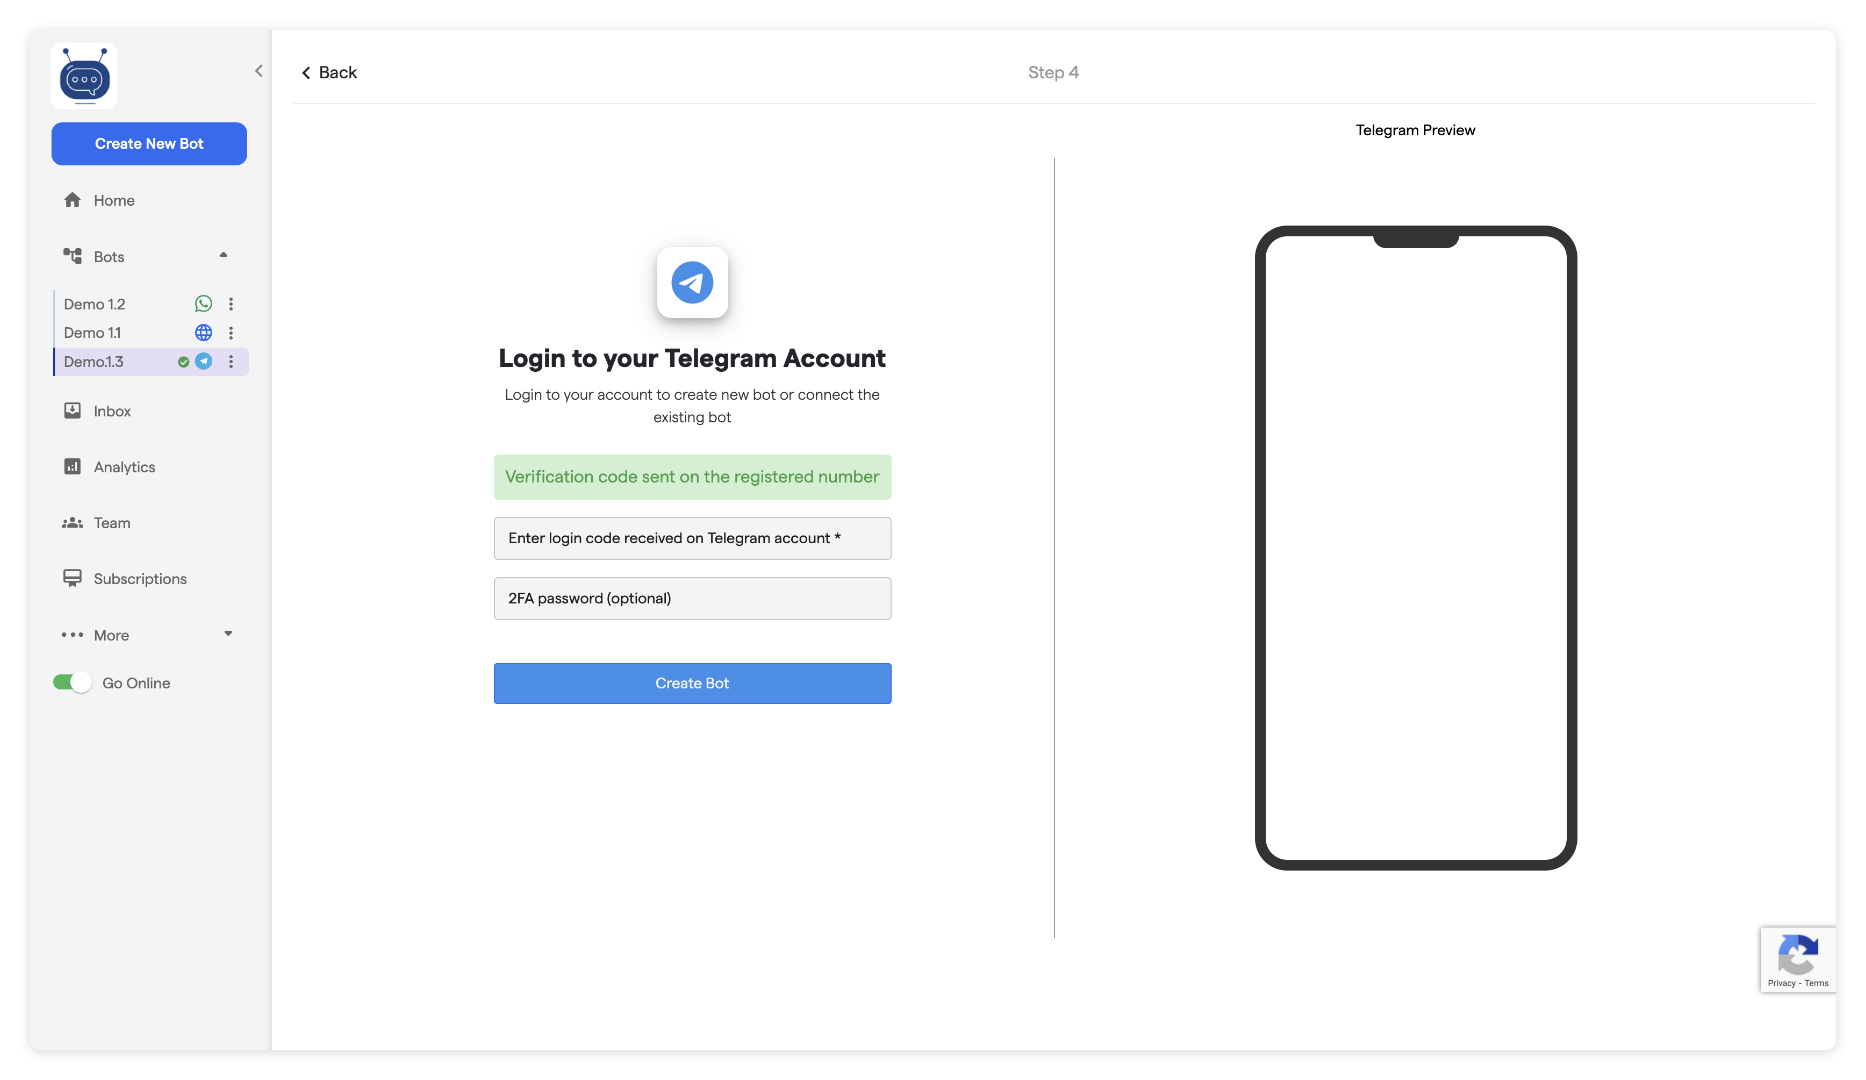 Create New Bot
Home
Bots
Demo 1.2
Demo 1.1
Demo.1.3
Inbox
Analytics
Team
Subscriptions
More
Go Online
Back
Step 4
Login to your Telegram Account
Login to your account to create new bot or connect the
existing bot
Verification code sent on the registered number
Enter login code received on Telegram account *
2FA password (optional)
Create Bot
Telegram Preview
Privacy - Terms